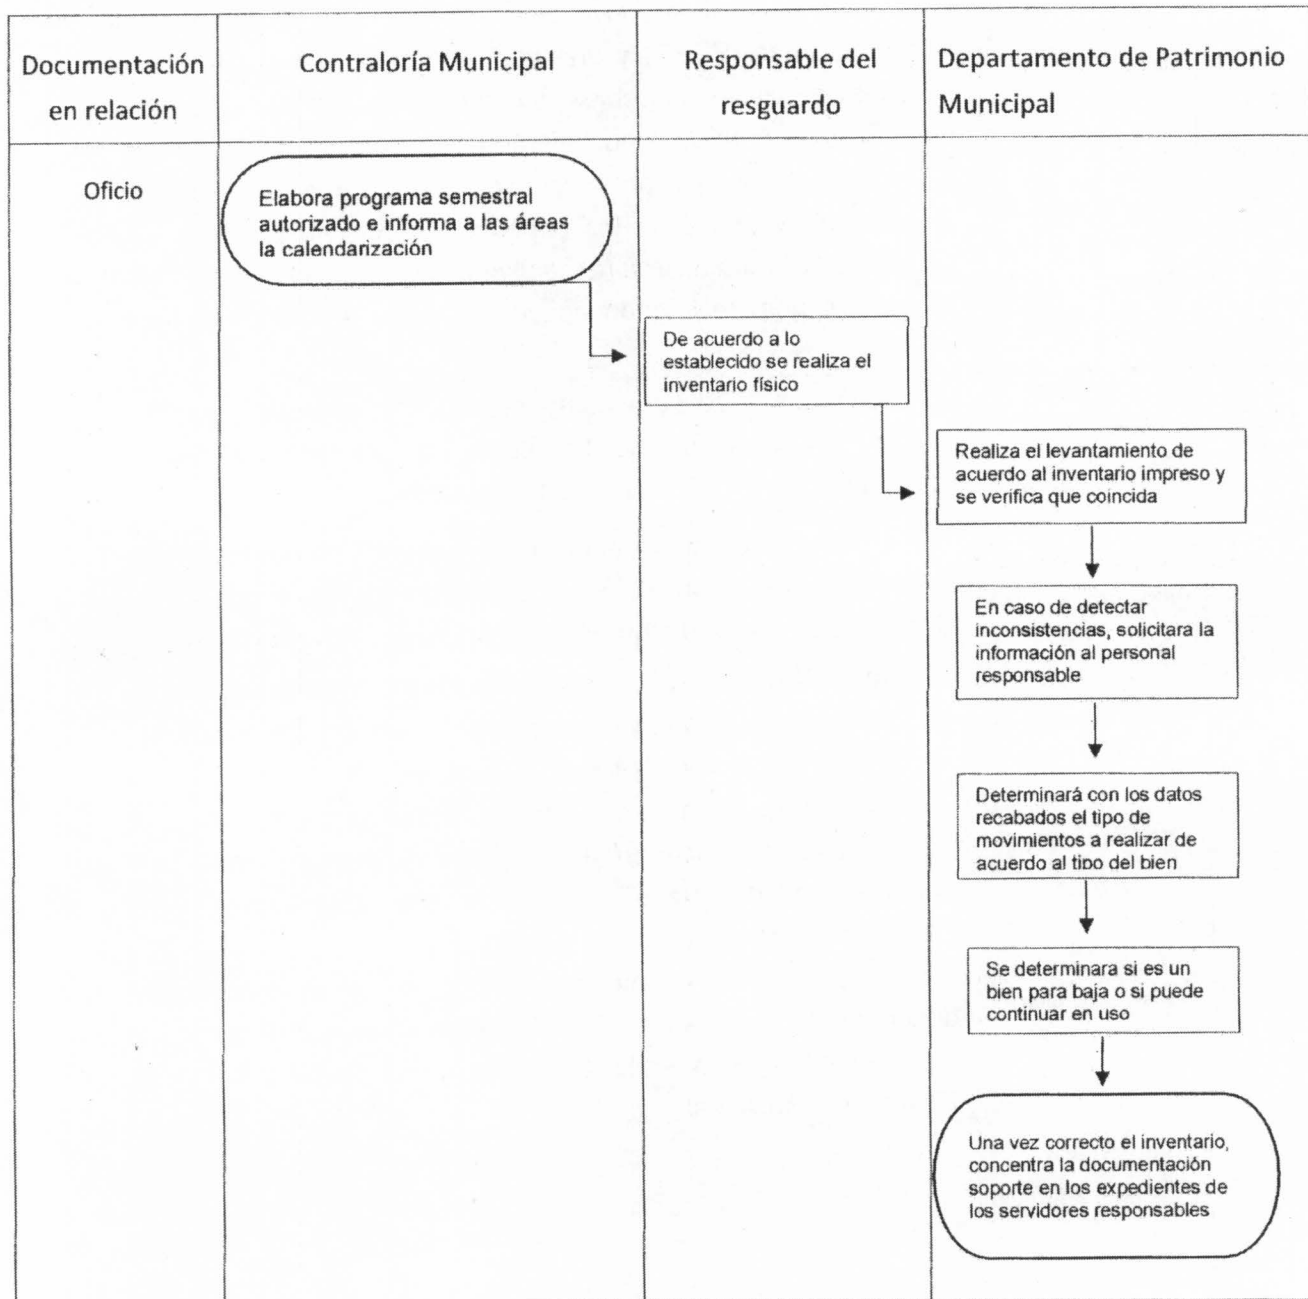 Documentación
en relación
Contraloría Municipal
Responsable del
resguardo
Departamento de Patrimonio
Municipal
Oficio
Elabora programa semestral
autorizado e informa a las áreas
la calendarización
De acuerdo a lo
establecido se realiza el
inventario físico
Realiza el levantamiento de
acuerdo al inventario impreso y
se verifica que coincida
En caso de detectar
inconsistencias, solicitara la
información al personal
responsable
Determinará con los datos
recabados el tipo de
movimientos a realizar de
acuerdo al tipo del bien
Se determinara si es un
bien para baja o si puede
continuar en uso
Una vez correcto el inventario,
concentra la documentación
soporte en los expedientes de
los servidores responsables